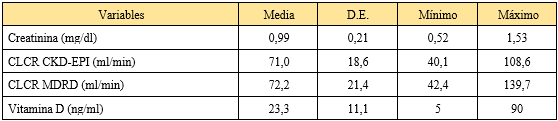 Variables Media D.E. Mínimo Máximo
Creatinina (mg/dl) 0,99 0,21 0,52 1,53
CLCR CKD-EPI (ml/min) 71,0 18,6 40,1 108,6
CLCR MDRD (ml/min) 72,2 21,4 42,4 139,7
Vitamina D (ng/ml) 23,3 11,1 5 90